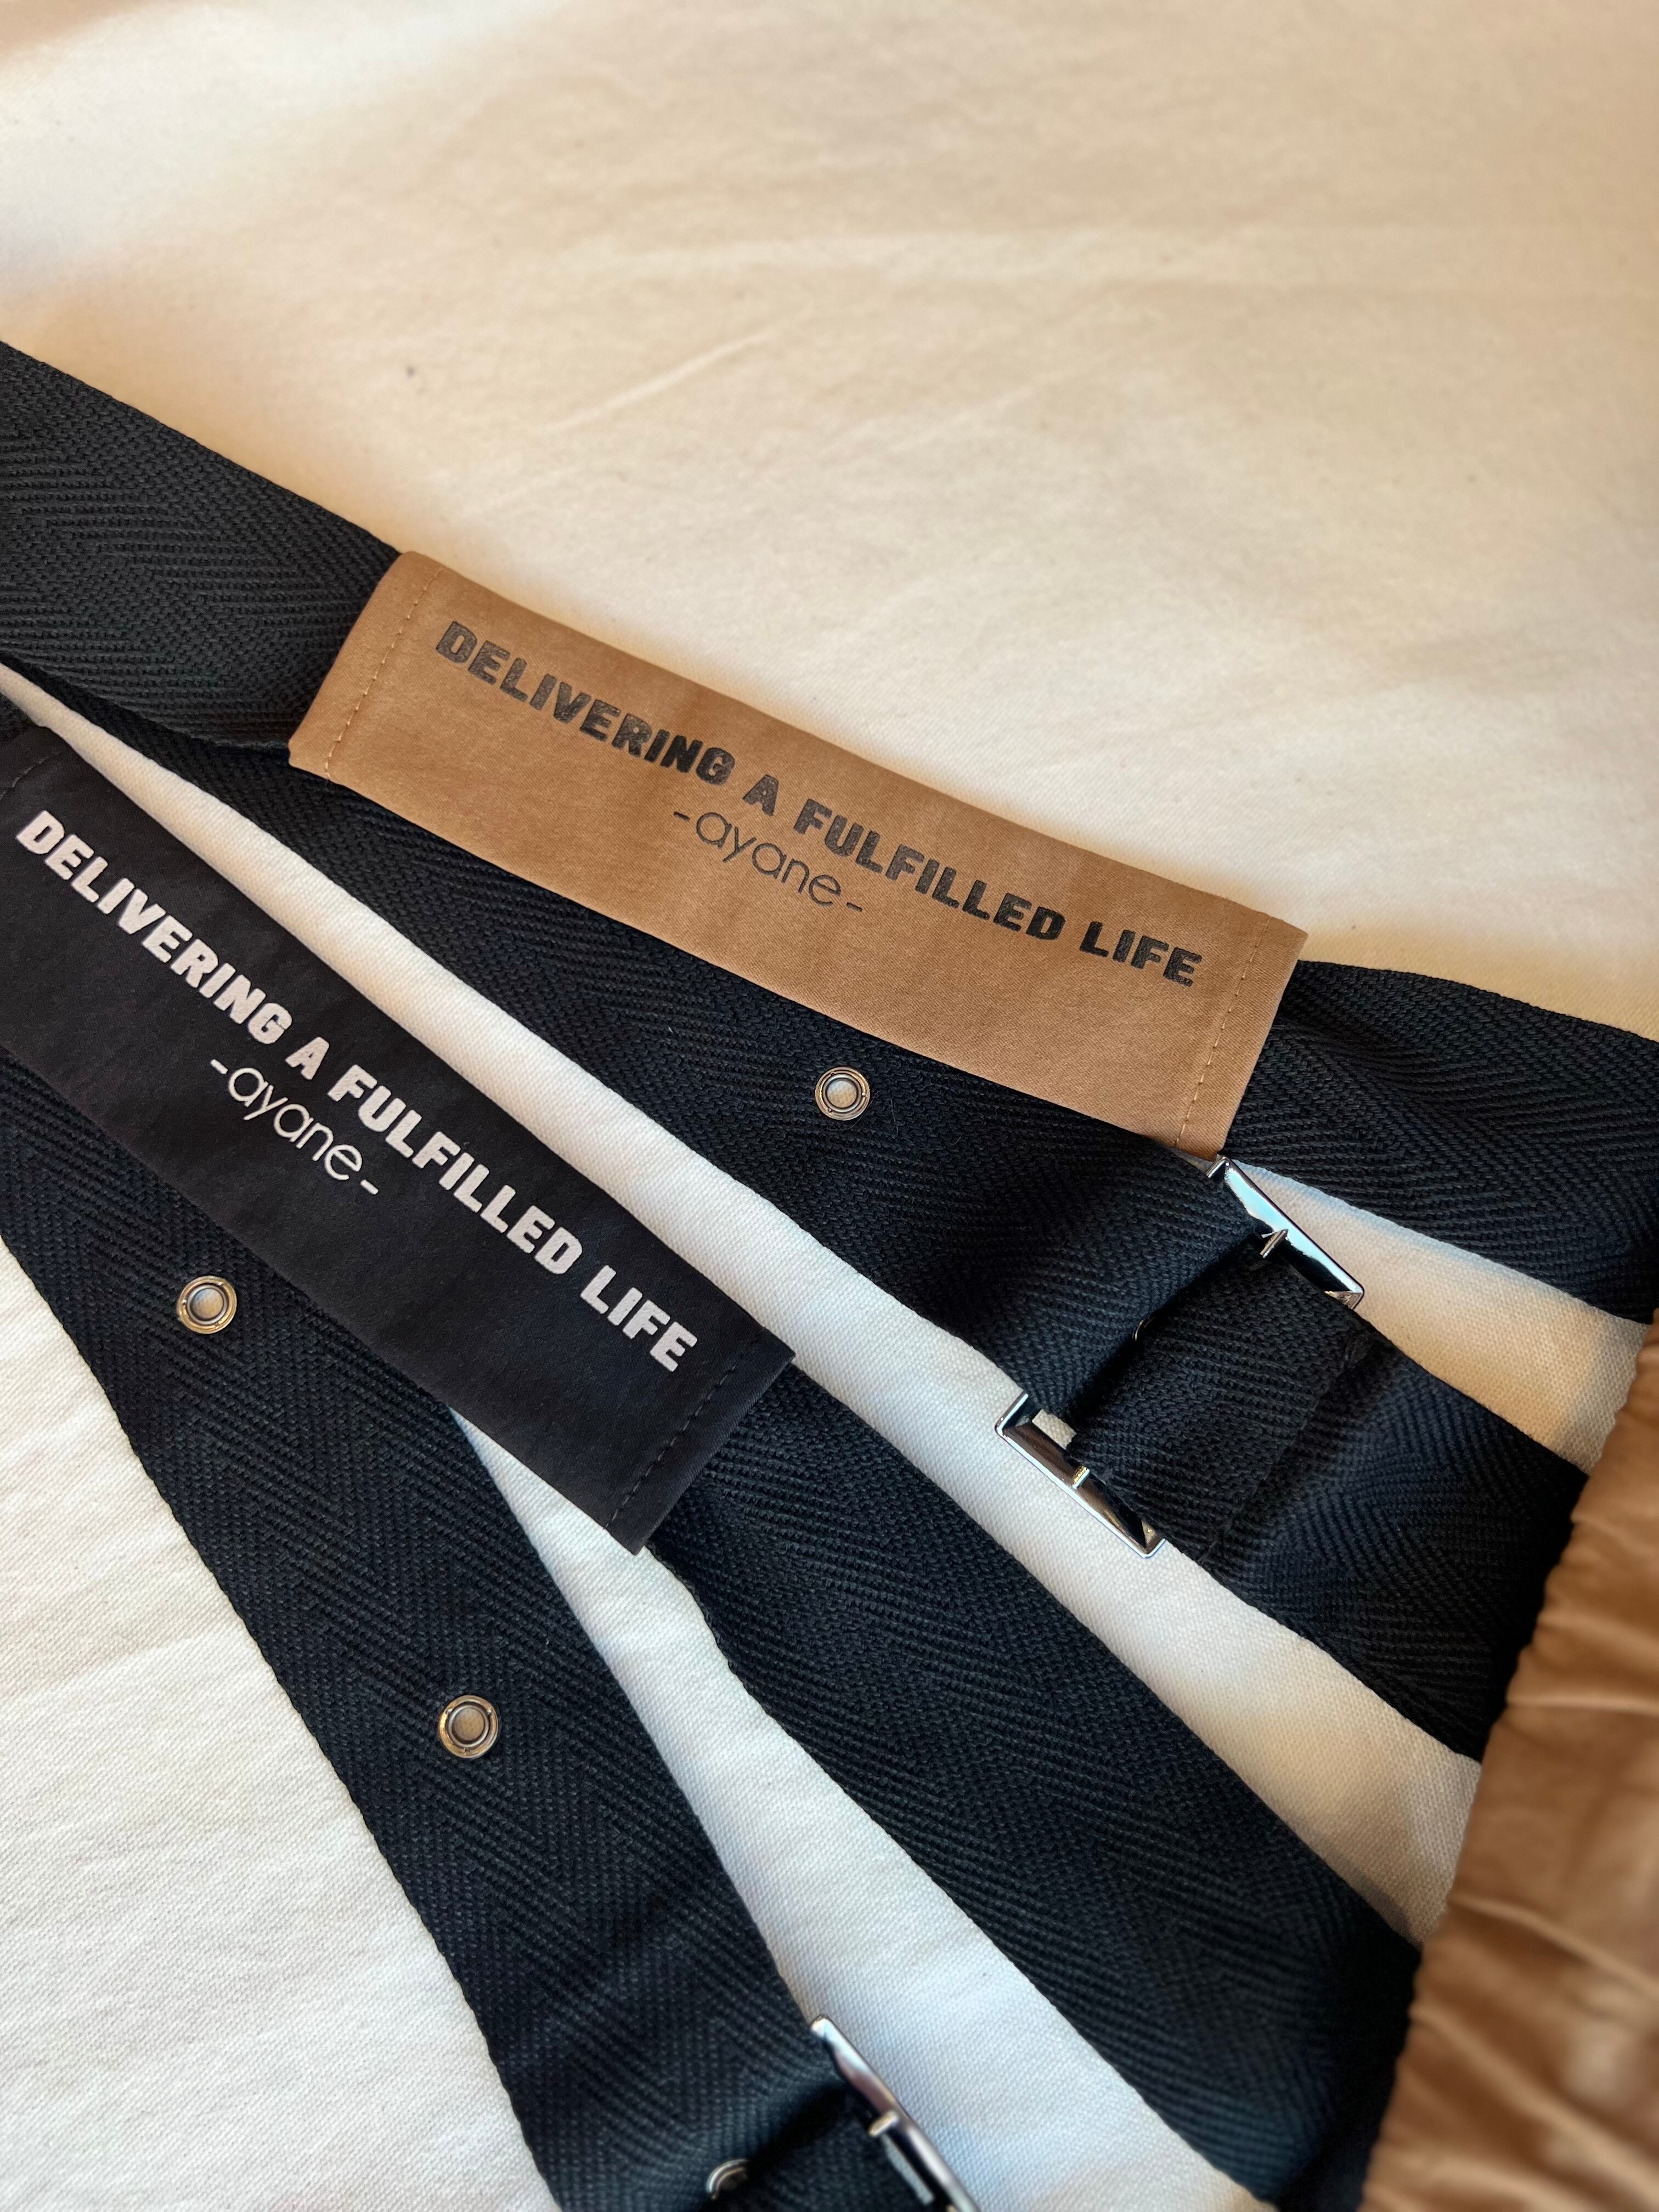 DELIVERING A FULFILLED LIFE
-ayane-
DELIVERING A FULFILLED LIFE
-ayane-